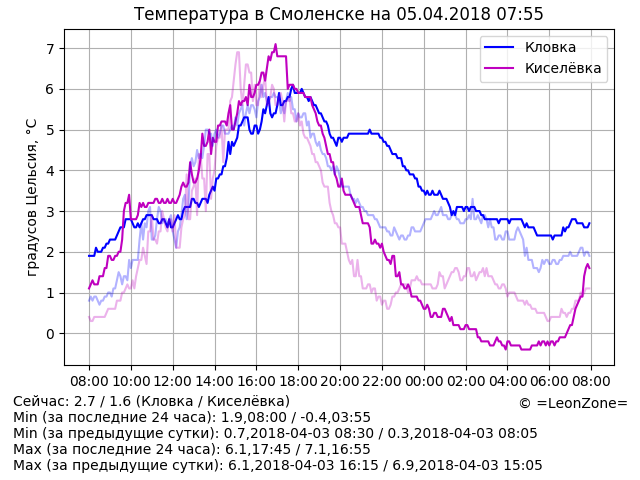 Температура в Смоленске на 05.04.2018 07:55
Кловка
Киселёвка
градусов Цельсия, °C
7
6
5
4
3
2
1
0
08:00 10:00 12:00 14:00 16:00 18:00 20:00 22:00 00:00 02:00 04:00 06:00 08:00
Сейчас: 2.7 / 1.6 (Кловка / Киселёвка)
© =LeonZone=
Min (за последние 24 часа): 1.9,08:00 / -0.4,03:55
Min (за предыдущие сутки): 0.7,2018-04-03 08:30 / 0.3,2018-04-03 08:05
Max (за последние 24 часа): 6.1,17:45 / 7.1,16:55
Max (за предыдущие сутки): 6.1,2018-04-03 16:15 / 6.9,2018-04-03 15:05